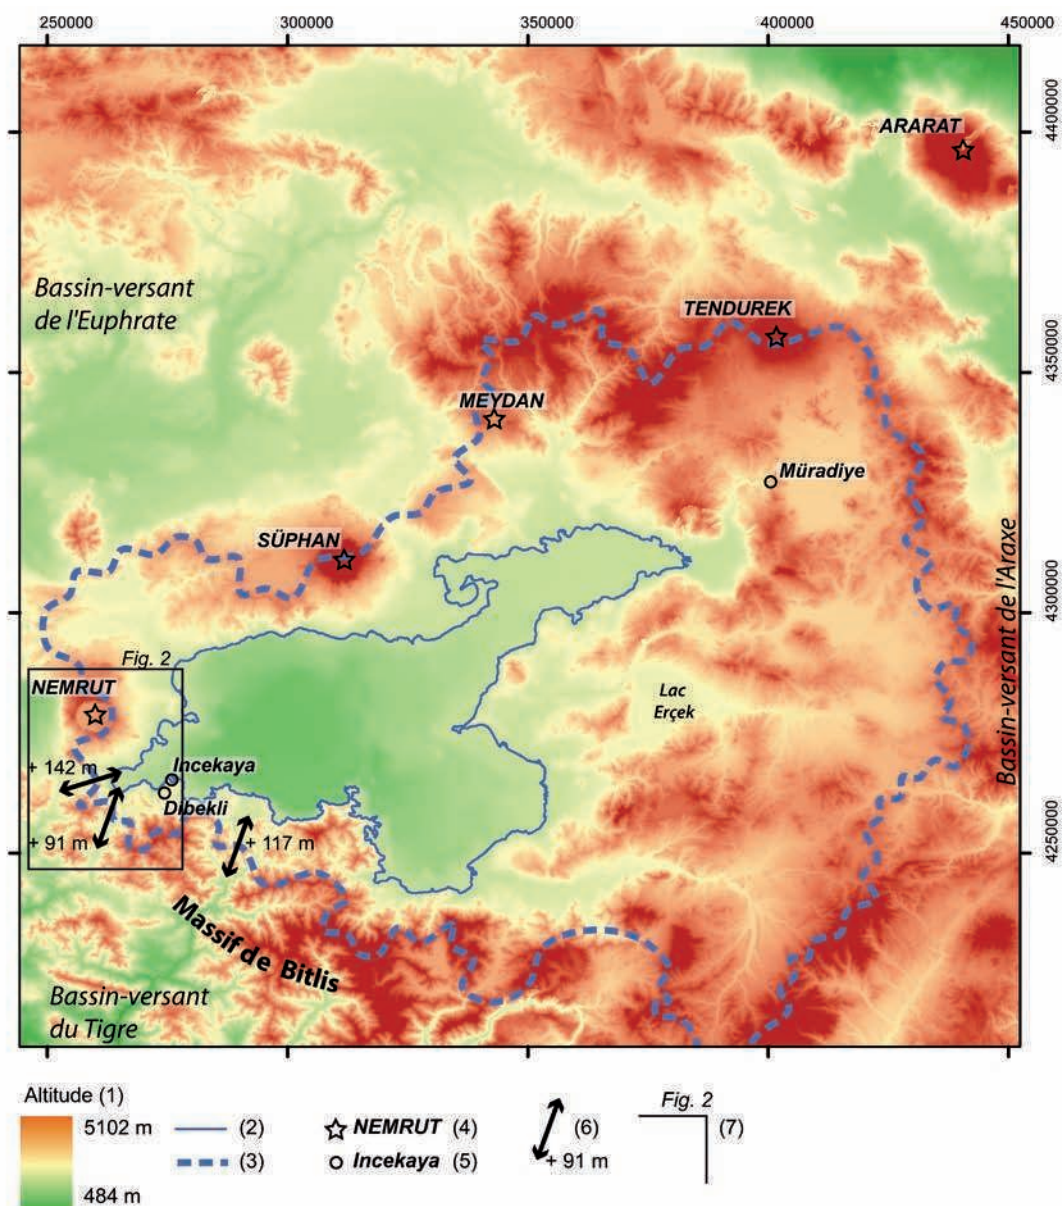 250000 300000 350000 400000 450000
4400000
ARARAT
Bassin-versant
de l'Euphrate
TENDUREK
4350000
MEYDAN
Müradiye
SÜPHAN
4300000
Bassin-versant de l'Araxe
Fig. 2
NEMRUT
Lac
Erçek
+ 142 m
Incekaya
Dibekli
+ 91 m
+ 117 m
4250000
Massif de Bitlis
Bassin-versant
du Tigre
Altitude (1)
5102 m
484 m
(2)
(3)
NEMRUT (4)
Incekaya (5)
(6)
+ 91 m
Fig. 2
(7)